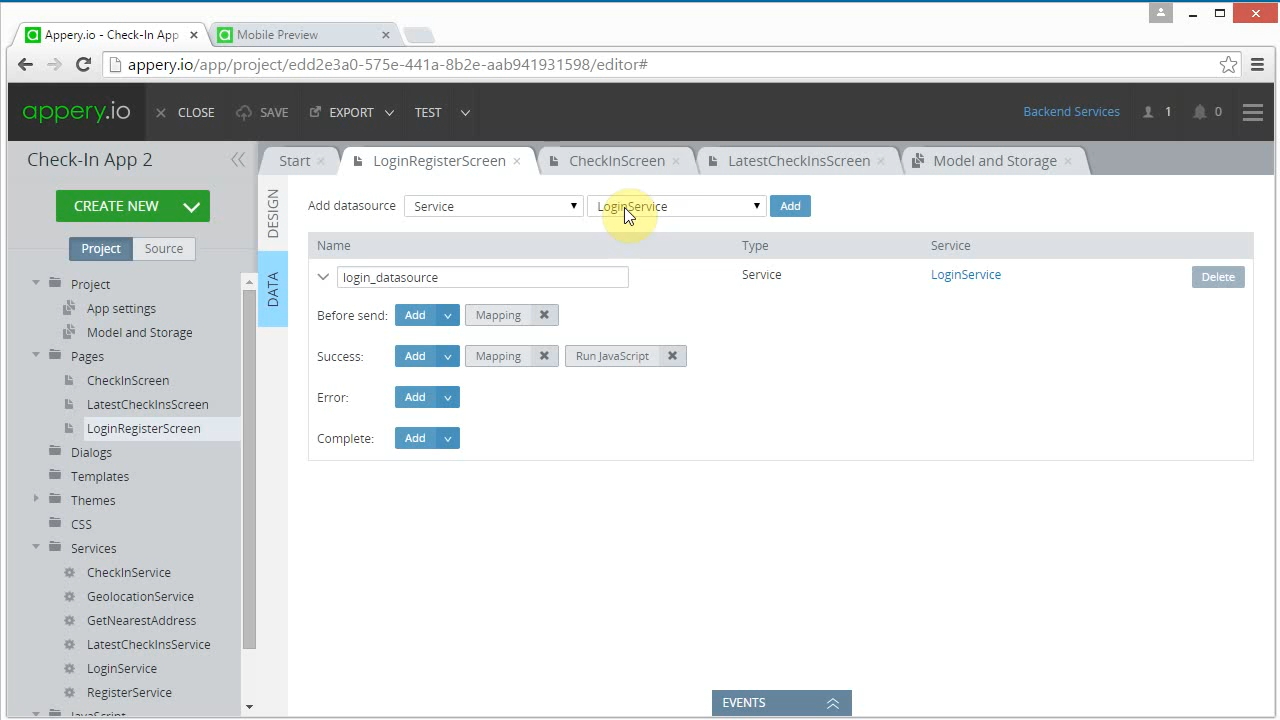 Appery.io - Check-In App
Mobile Preview
appery.io/app/project/edd2e3a0-575e-441a-8b2e-aab941931598/editor#
appery.io
CLOSE
SAVE
EXPORT
TEST
Backend Services
1
0
Check-In App 2
Start
LoginRegisterScreen
CheckInScreen
LatestCheckInsScreen
Model and Storage
CREATE NEW
Project
Source
Project
App settings
Model and Storage
Pages
CheckInScreen
LatestCheckInsScreen
LoginRegisterScreen
Dialogs
Templates
Themes
CSS
Services
CheckInService
GeolocationService
GetNearestAddress
LatestCheckInsService
LoginService
RegisterService
JavaScript
DESIGN
DATA
Add datasource
Service
LoginService
Add
Name
Type
Service
login_datasource
Service
LoginService
Delete
Before send:
Add
Mapping
Success:
Add
Mapping
Run JavaScript
Error:
Add
Complete:
Add
EVENTS